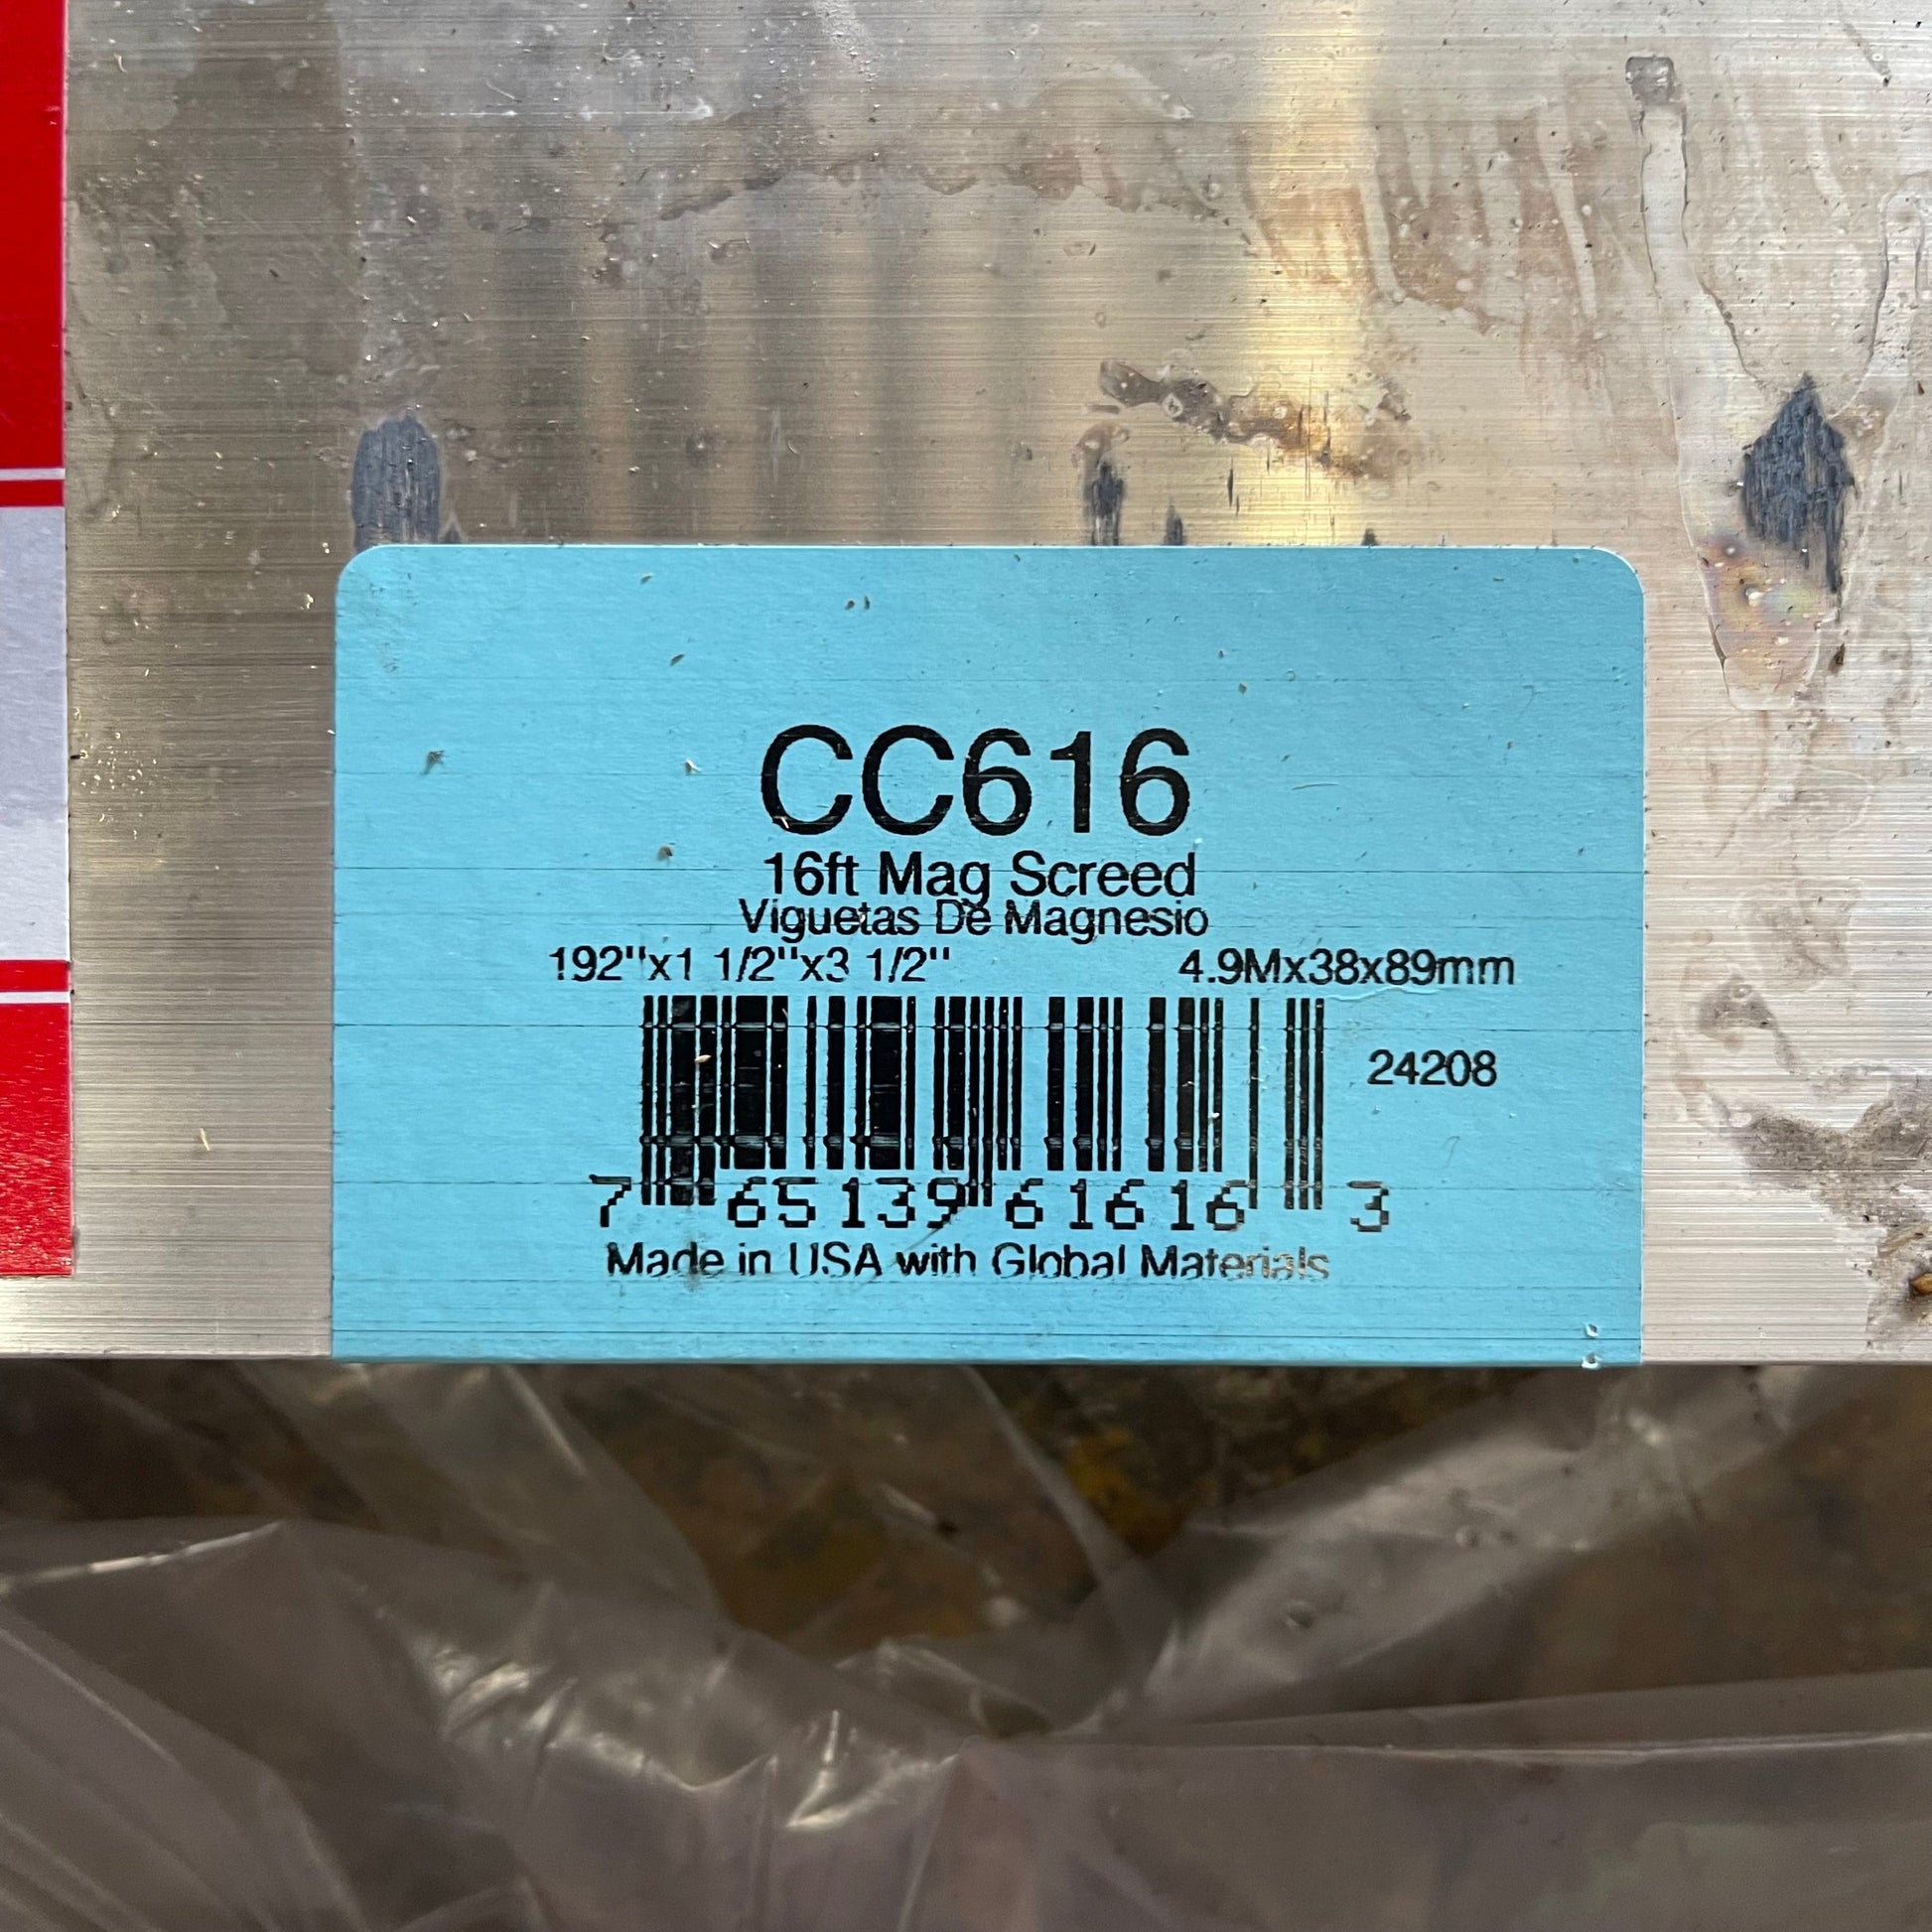 CC616
16ft Mag Screed
Viguetas De Magnesio
192"x1 1/2"x3 1/2" 4.9Mx38x89mm
24208
7 65139 61616 3
Made in USA with Global Materials